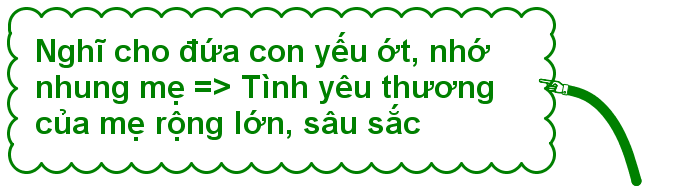 Nghĩ cho đứa con yếu ớt, nhớ
nhung mẹ => Tình yêu thương
của mẹ rộng lớn, sâu sắc